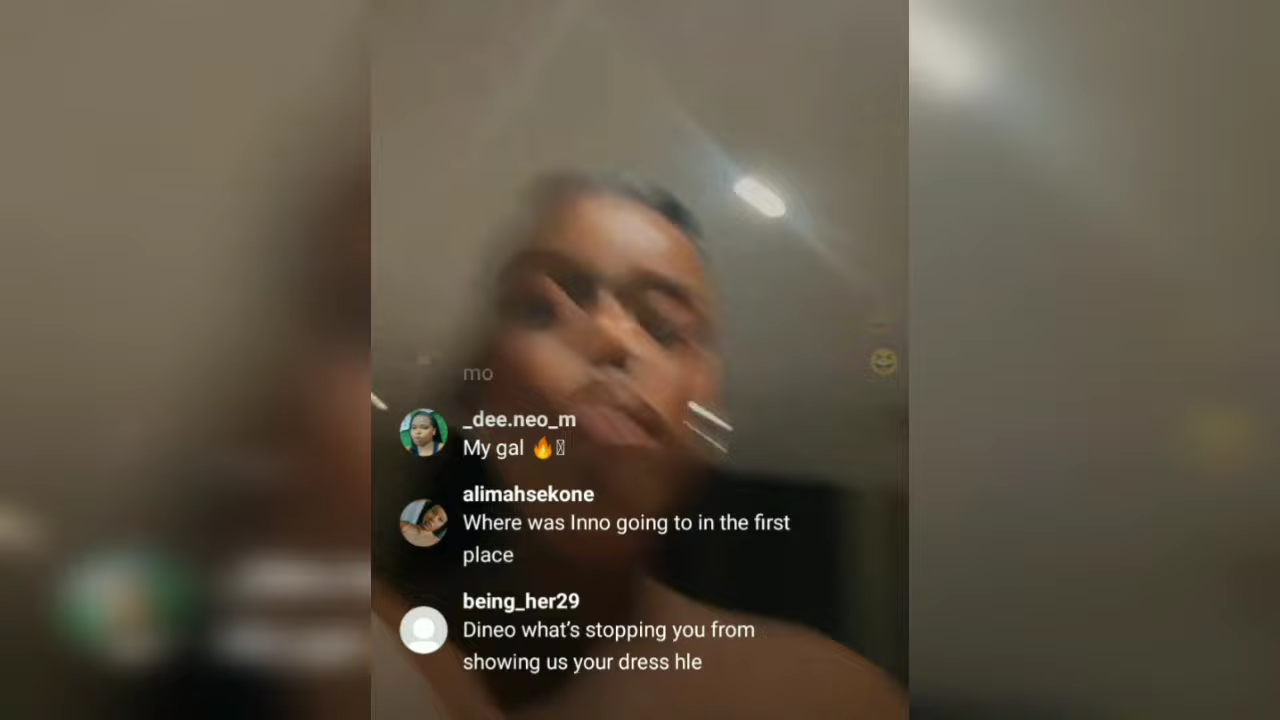 mo
_dee.neo_m
My gal 🔥
alimahsekone
Where was Inno going to in the first
place
being_her29
Dineo what’s stopping you from
showing us your dress hle